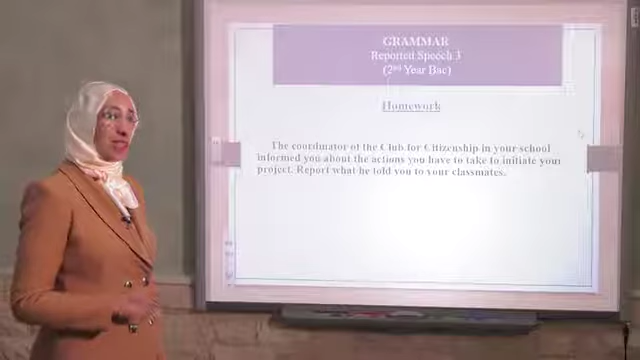 GRAMMAR
Reported Speech 3
(2nd Year Bac)
Homework
The coordinator of the Club for Citizenship in your school
informed you about the actions you have to take to initiate your
project. Report what he told you to your classmates.